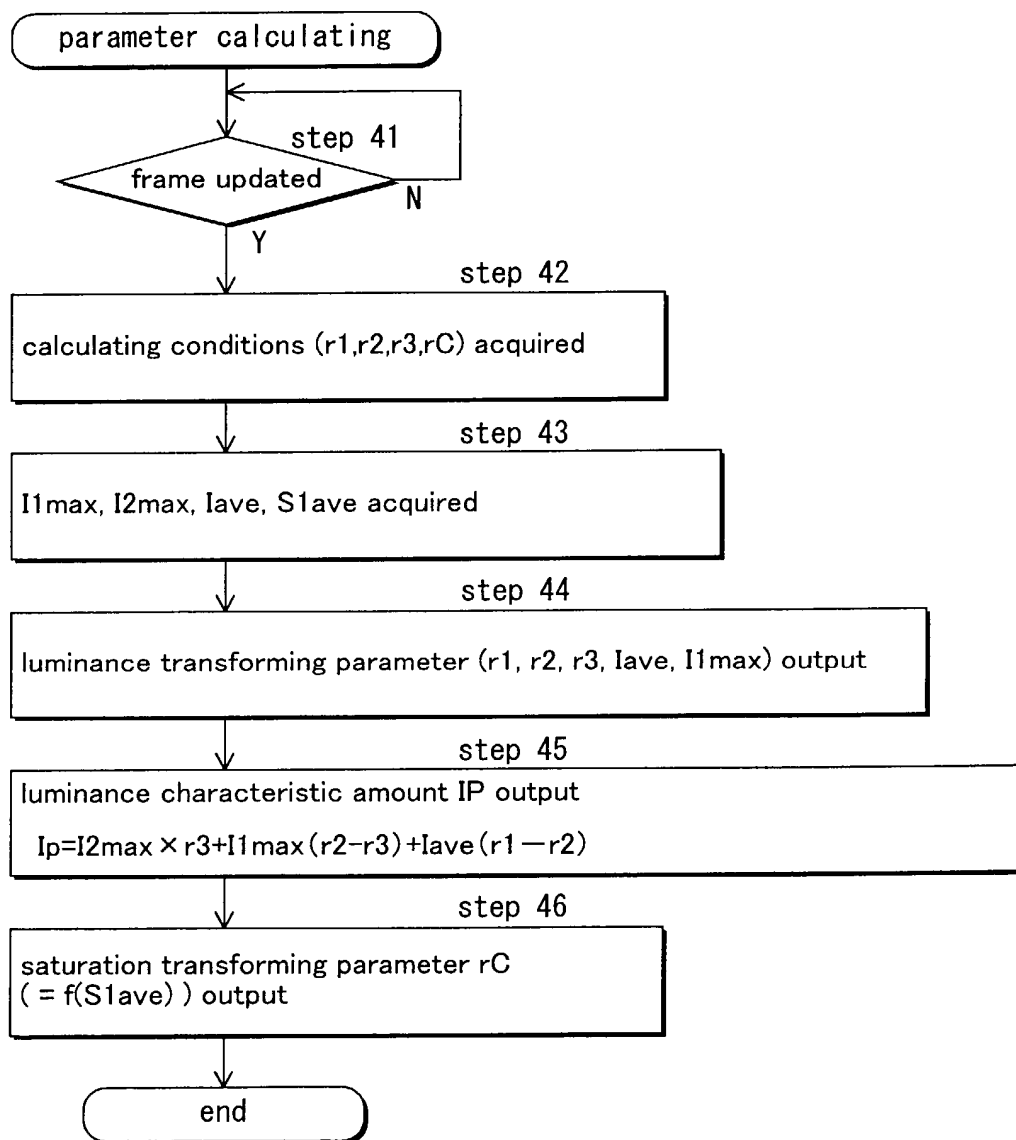 parameter calculating
step 41
frame updated
N
Y
step 42
calculating conditions (r1,r2,r3,rC) acquired
step 43
I1max, I2max, Iave, S1ave acquired
step 44
luminance transforming parameter (r1, r2, r3, Iave, I1max) output
step 45
luminance characteristic amount IP output
Ip=I2max×r3+I1max(r2-r3)+Iave(r1−r2)
step 46
saturation transforming parameter rC
( = f(S1ave) ) output
end